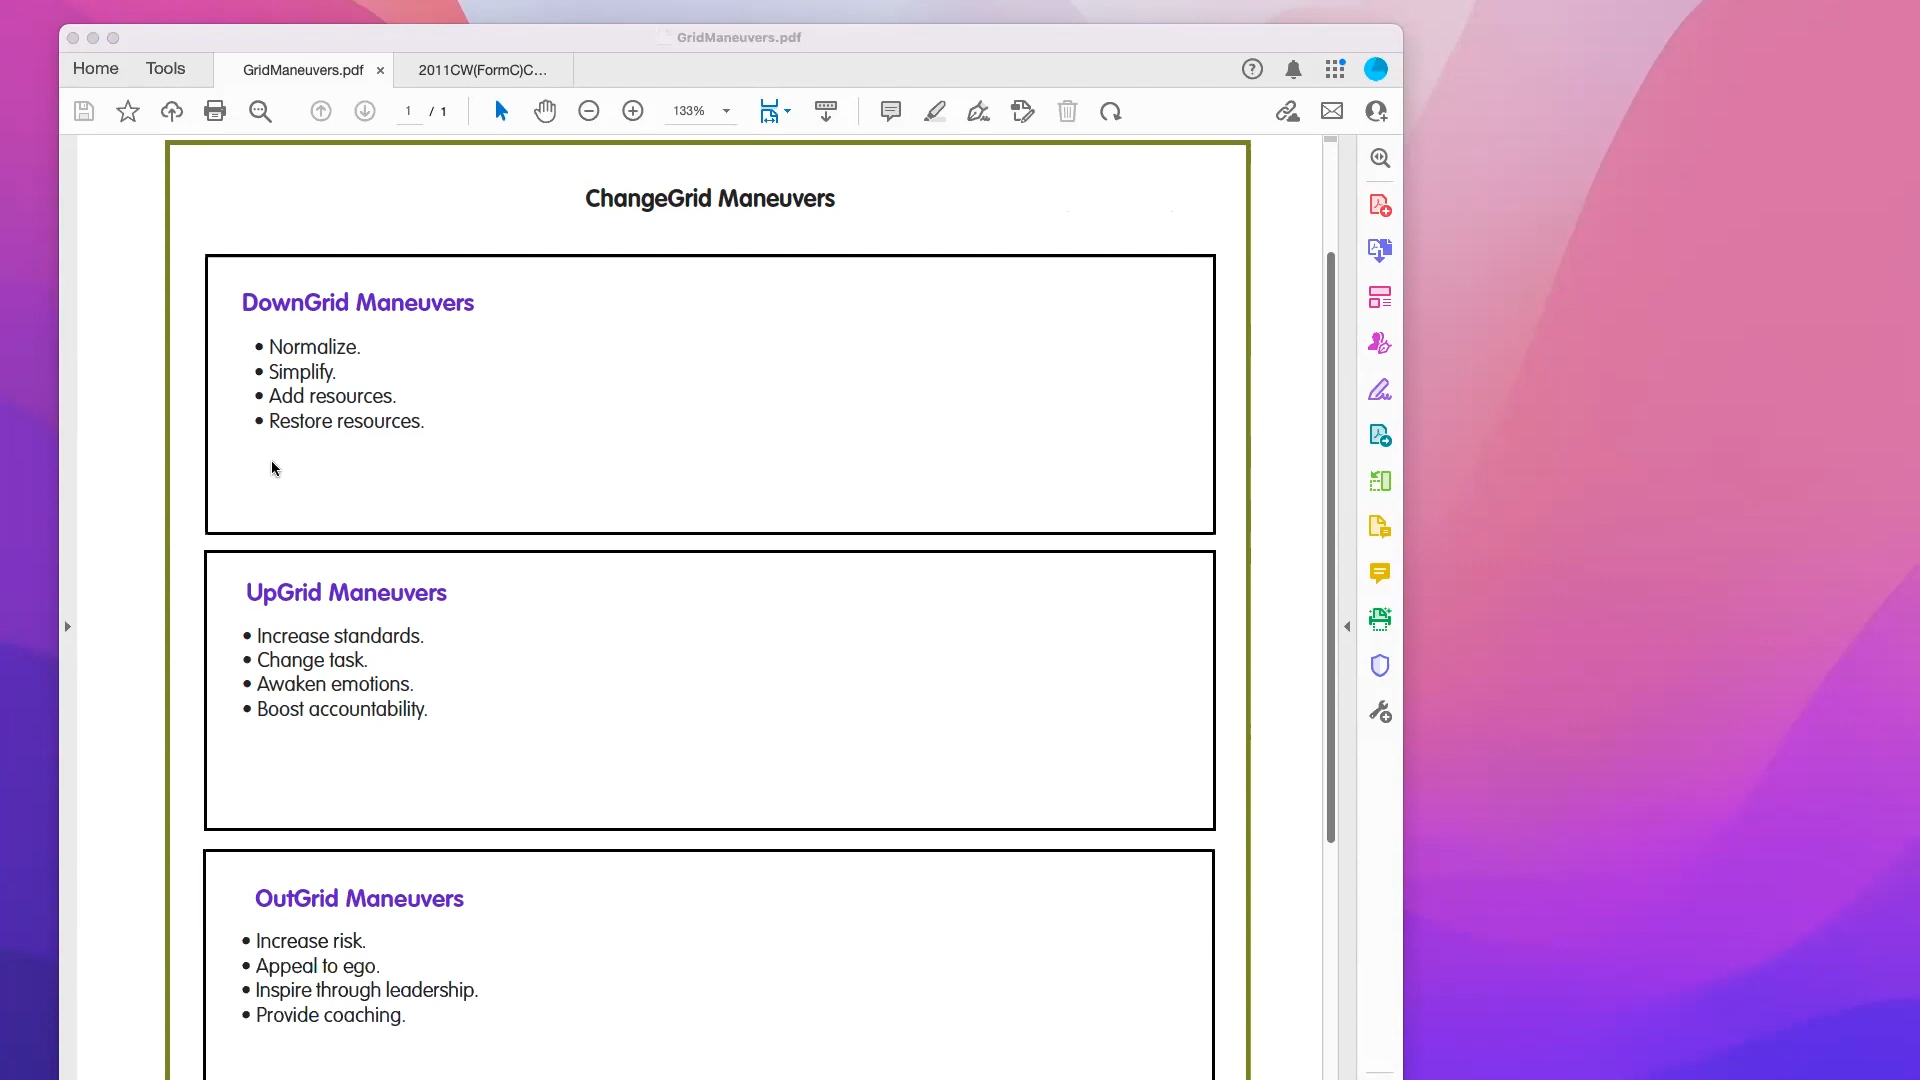 GridManeuvers.pdf
Home Tools GridManeuvers.pdf × 2011CW(FormC)C...
1 / 1 133%
ChangeGrid Maneuvers
DownGrid Maneuvers
• Normalize.
• Simplify.
• Add resources.
• Restore resources.
UpGrid Maneuvers
• Increase standards.
• Change task.
• Awaken emotions.
• Boost accountability.
OutGrid Maneuvers
• Increase risk.
• Appeal to ego.
• Inspire through leadership.
• Provide coaching.